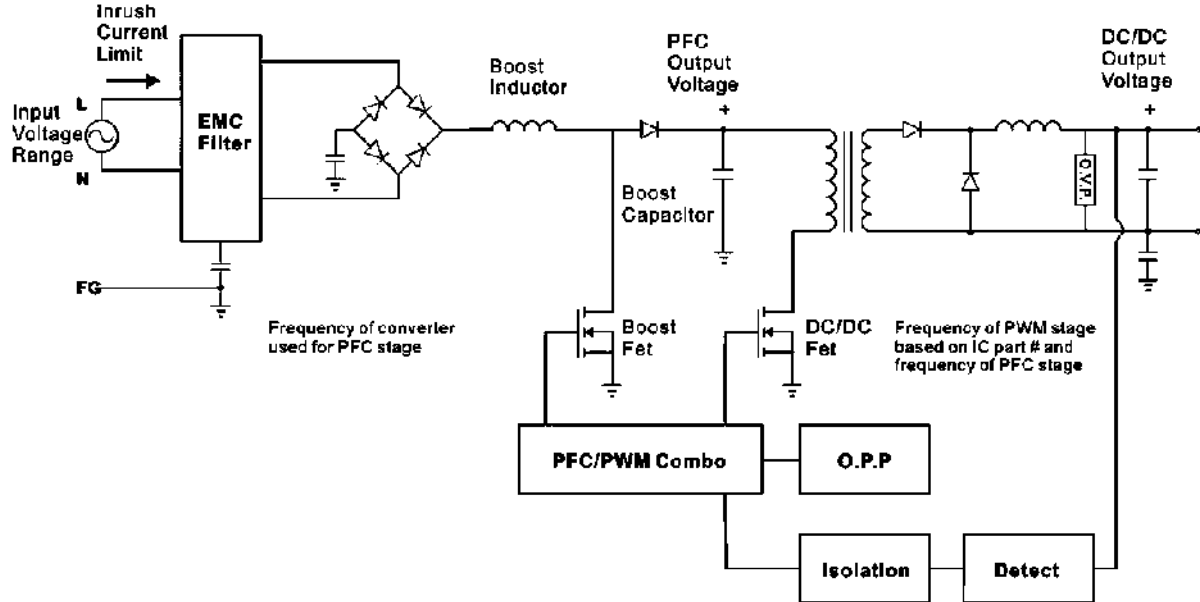 Inrush
Current
Limit
L
Input
Voltage
Range
N
EMC
Filter
FG
Boost
Inductor
PFC
Output
Voltage
+
DC/DC
Output
Voltage
+
Boost
Capacitor
O.V.P.
Frequency of converter
used for PFC stage
Boost
Fet
DC/DC
Fet
Frequency of PWM stage
based on IC part # and
frequency of PFC stage
PFC/PWM Combo
O.P.P
Isolation
Detect